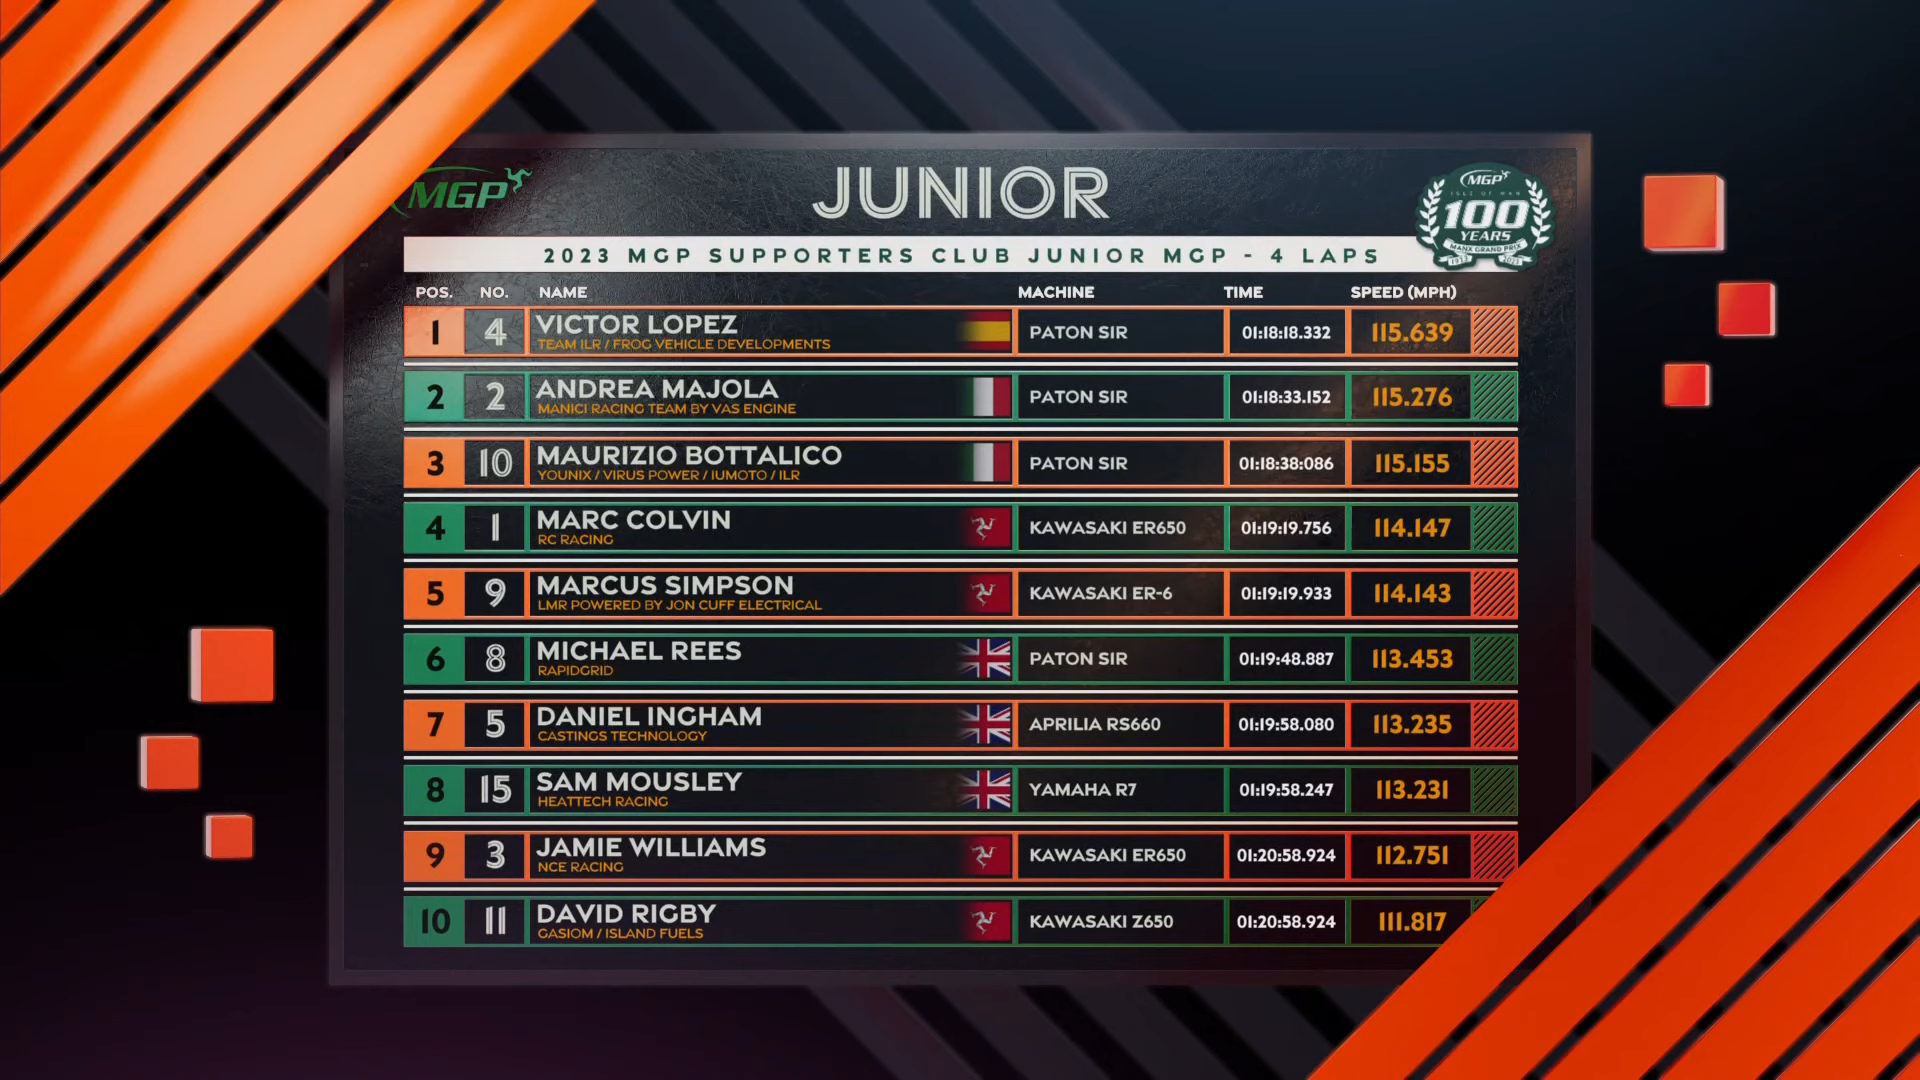 MGP
JUNIOR
MGP
ISLE OF MAN
100
YEARS
MANX GRAND PRIX
1923 2023
2023 MGP SUPPORTERS CLUB JUNIOR MGP - 4 LAPS
POS. NO. NAME MACHINE TIME SPEED (MPH)
1 4 VICTOR LOPEZ PATON SIR 01:18:18.332 115.639
TEAM ILR / FROG VEHICLE DEVELOPMENTS
2 2 ANDREA MAJOLA PATON SIR 01:18:33.152 115.276
MANICI RACING TEAM BY VAS ENGINE
3 10 MAURIZIO BOTTALICO PATON SIR 01:18:38:086 115.155
YOUNIX / VIRUS POWER / IUMOTO / ILR
4 1 MARC COLVIN KAWASAKI ER650 01:19:19.756 114.147
RC RACING
5 9 MARCUS SIMPSON KAWASAKI ER-6 01:19:19.933 114.143
LMR POWERED BY JON CUFF ELECTRICAL
6 8 MICHAEL REES PATON SIR 01:19:48.887 113.453
RAPIDGRID
7 5 DANIEL INGHAM APRILIA RS660 01:19:58.080 113.235
CASTINGS TECHNOLOGY
8 15 SAM MOUSLEY YAMAHA R7 01:19:58.247 113.231
HEATTECH RACING
9 3 JAMIE WILLIAMS KAWASAKI ER650 01:20:58.924 112.751
NCE RACING
10 11 DAVID RIGBY KAWASAKI Z650 01:20:58.924 111.817
GASIOM / ISLAND FUELS